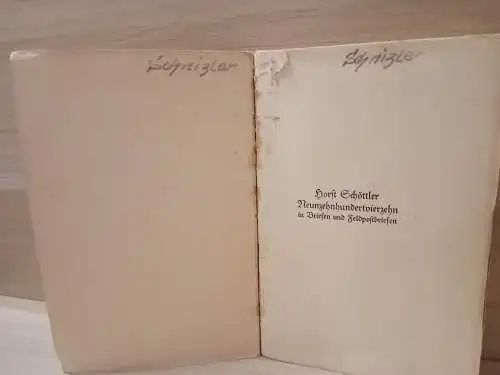 Schnizler
Schnizler
Horst Schöttler
Neunzehnhundertvierzehn
in Briefen und Feldpostbriefen